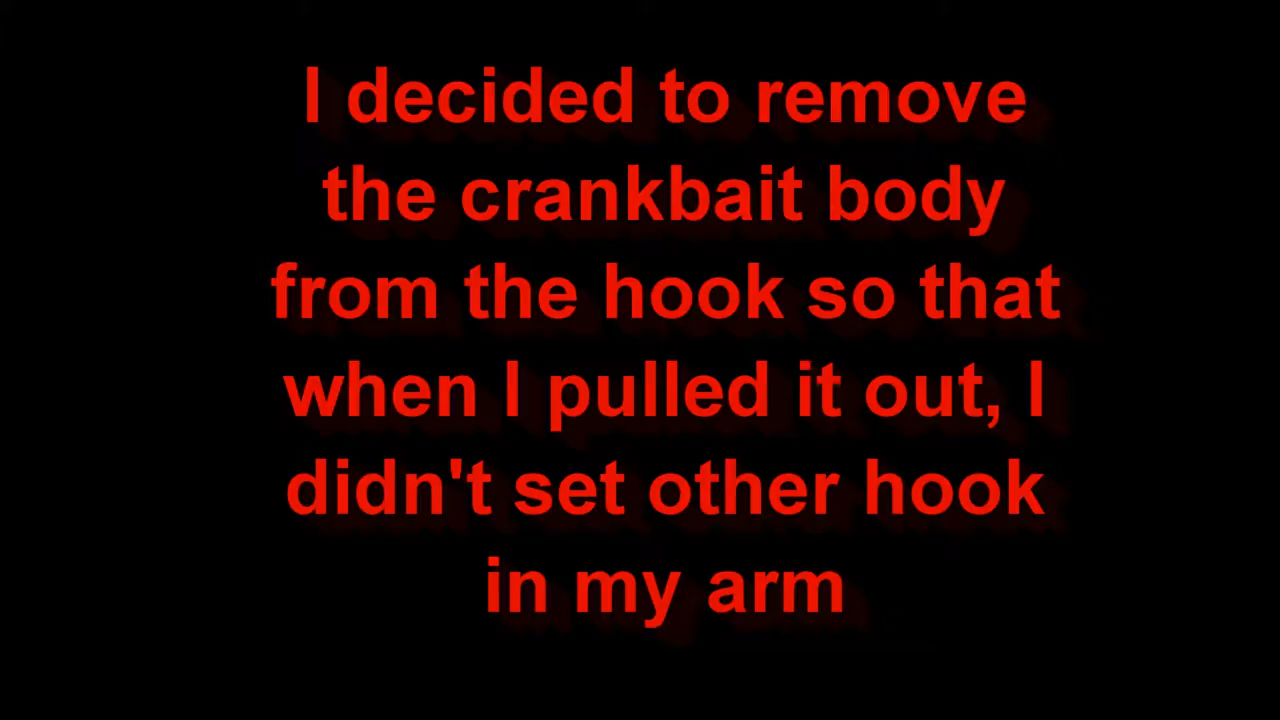 I decided to remove
the crankbait body
from the hook so that
when I pulled it out, I
didn't set other hook
in my arm